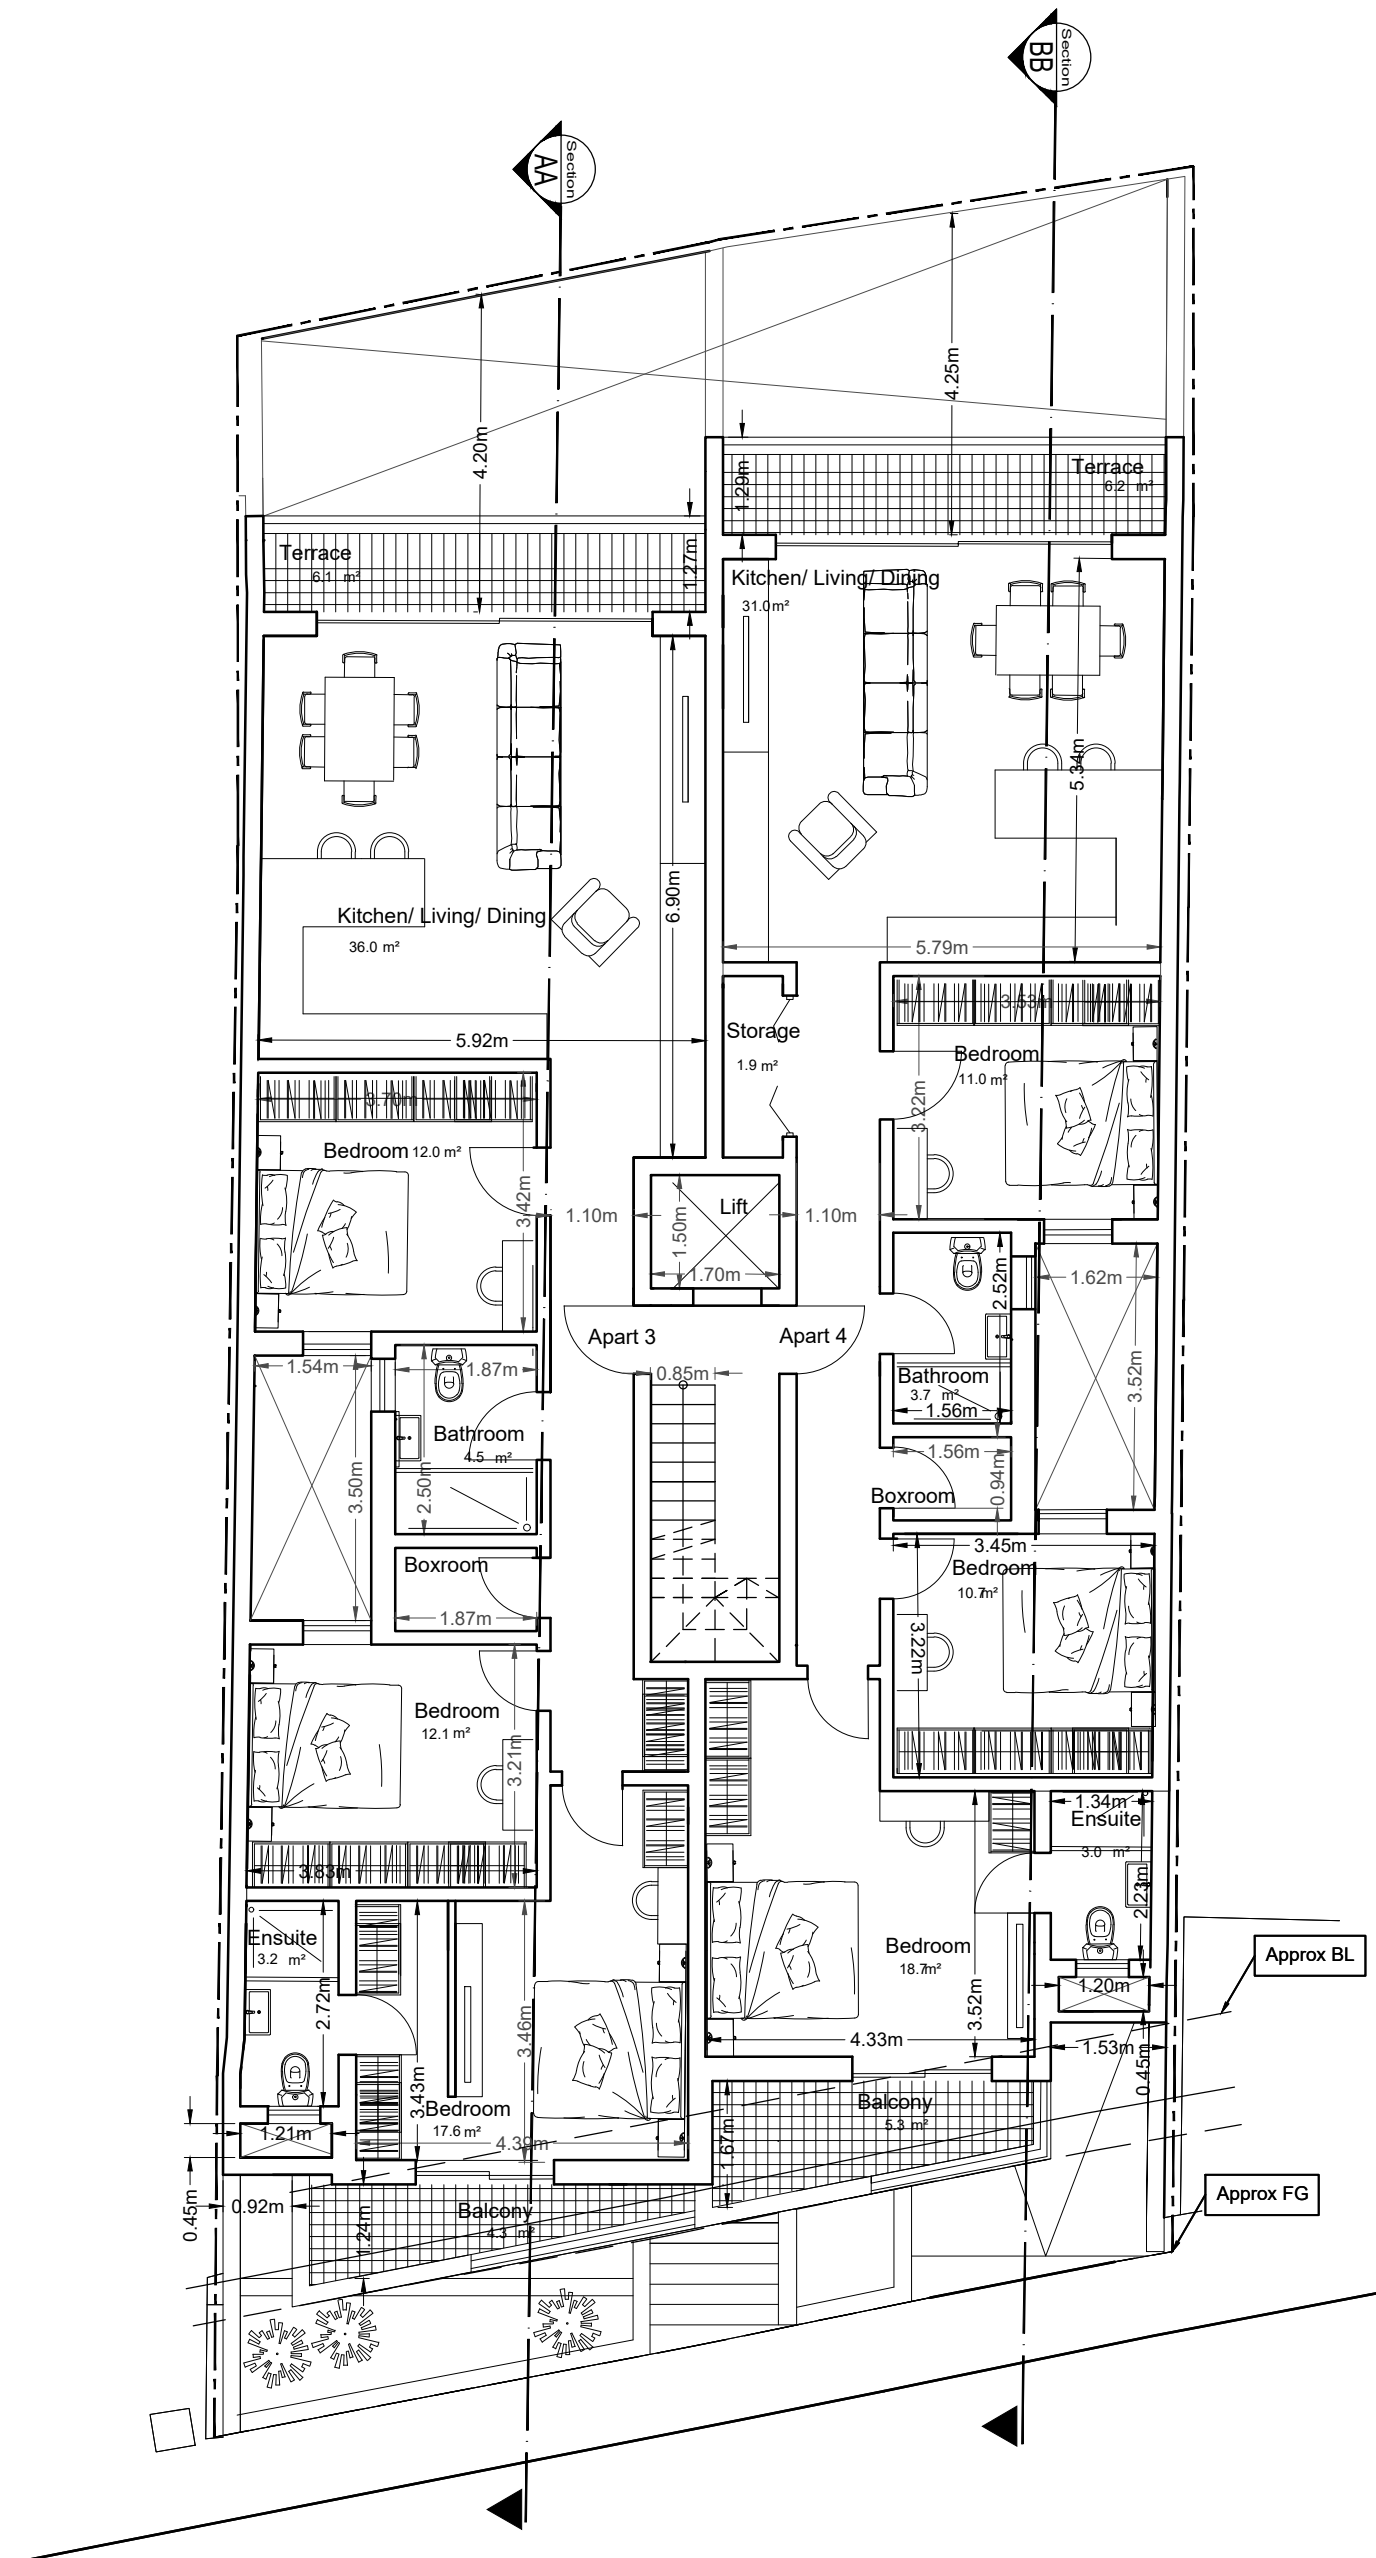 Section
BB
Section
AA
4.25m
4.20m
1.29m
Terrace
6.2 m²
Terrace
6.1 m²
1.27m
Kitchen/ Living/ Dining
31.0m²
5.34m
6.90m
Kitchen/ Living/ Dining
36.0 m²
5.79m
3.53m
Storage
1.9 m²
5.92m
Bedroom
11.0 m²
3.70m
3.22m
Bedroom 12.0 m²
3.42m
1.10m
Lift
1.50m
1.70m
1.10m
2.52m
1.62m
Apart 3
Apart 4
1.54m
1.87m
0.85m
3.52m
Bathroom
3.7 m²
1.56m
Bathroom
4.5 m²
1.56m
3.50m
2.50m
0.94m
Boxroom
Boxroom
3.45m
Bedroom
10.7m²
1.87m
3.22m
Bedroom
12.1 m²
3.21m
1.34m
Ensuite
3.0 m²
3.83m
2.23m
Ensuite
3.2 m²
Bedroom
18.7m²
Approx BL
2.72m
3.46m
3.52m
1.20m
4.33m
1.53m
0.45m
3.43m
Bedroom
17.6 m²
4.39m
1.67m
Balcony
5.3 m²
1.21m
0.45m
0.92m
1.24m
Balcony
4.3 m²
Approx FG